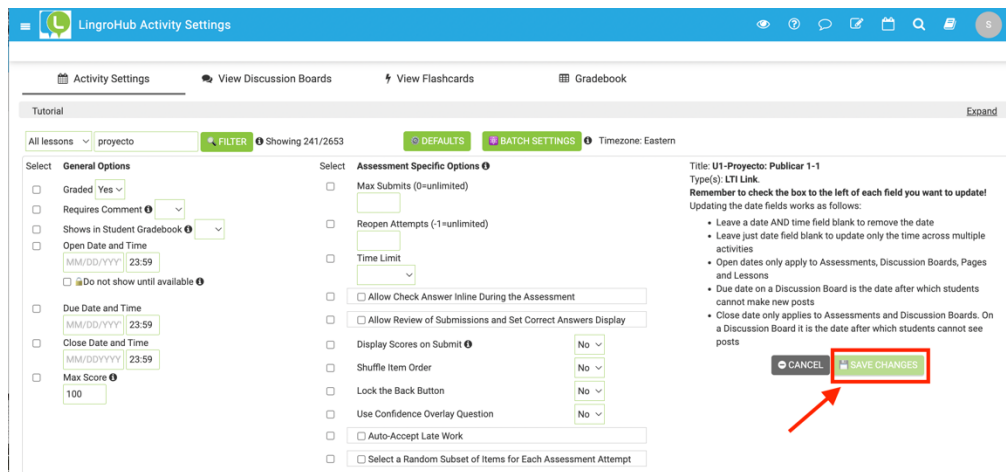 L LingroHub Activity Settings S
Activity Settings View Discussion Boards View Flashcards Gradebook
Tutorial Expand
All lessons proyecto FILTER Showing 241/2653 DEFAULTS BATCH SETTINGS Timezone: Eastern
Select General Options
Graded Yes
Requires Comment
Shows in Student Gradebook
Open Date and Time
MM/DD/YYY 23:59
Do not show until available
Due Date and Time
MM/DD/YYY 23:59
Close Date and Time
MM/DDYYYY 23:59
Max Score
100
Select Assessment Specific Options
Max Submits (0=unlimited)
Reopen Attempts (-1=unlimited)
Time Limit
Allow Check Answer Inline During the Assessment
Allow Review of Submissions and Set Correct Answers Display
Display Scores on Submit No
Shuffle Item Order No
Lock the Back Button No
Use Confidence Overlay Question No
Auto-Accept Late Work
Select a Random Subset of Items for Each Assessment Attempt
Title: U1-Proyecto: Publicar 1-1
Type(s): LTI Link.
Remember to check the box to the left of each field you want to update!
Updating the date fields works as follows:
• Leave a date AND time field blank to remove the date
• Leave just date field blank to update only the time across multiple
activities
• Open dates only apply to Assessments, Discussion Boards, Pages
and Lessons
• Due date on a Discussion Board is the date after which students
cannot make new posts
• Close date only applies to Assessments and Discussion Boards. On
a Discussion Board it is the date after which students cannot see
posts
CANCEL SAVE CHANGES